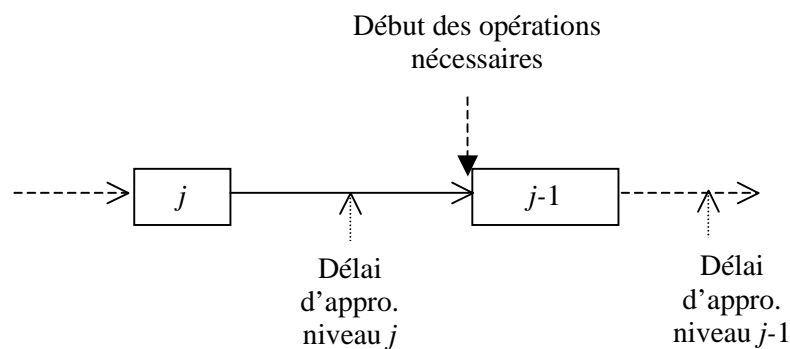 Début des opérations
nécessaires
j
j-1
Délai
d'appro.
niveau j
Délai
d'appro.
niveau j-1